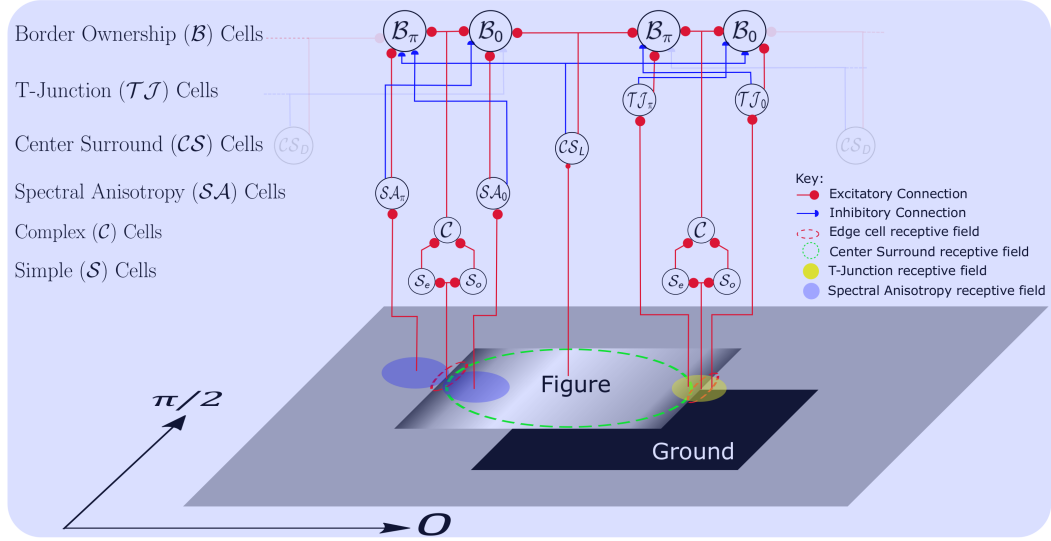 Border Ownership (ℬ) Cells
ℬπ ℬ0 ℬπ ℬ0
T-Junction (𝒯𝒥) Cells
𝒯𝒥π 𝒯𝒥0
Center Surround (𝒞𝒮) Cells
𝒞𝒮D 𝒞𝒮L 𝒞𝒮D
Spectral Anisotropy (𝒮𝒜) Cells
𝒮𝒜π 𝒮𝒜0
Complex (𝒞) Cells
𝒞 𝒞
Simple (𝒮) Cells
𝒮e 𝒮o 𝒮e 𝒮o
Key:
Excitatory Connection
Inhibitory Connection
Edge cell receptive field
Center Surround receptive field
T-Junction receptive field
Spectral Anisotropy receptive field
Figure
Ground
π/2
0